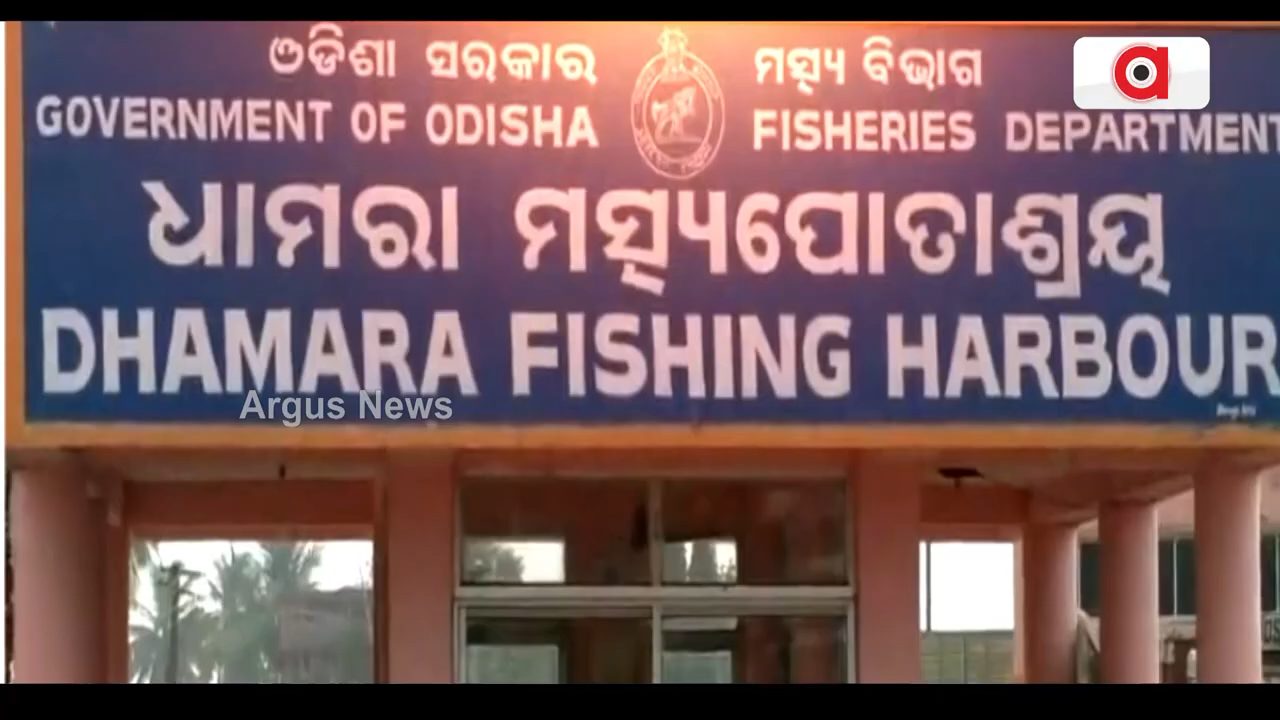 ଓଡିଶା ସରକାର ମତ୍ସ୍ୟ ବିଭାଗ
GOVERNMENT OF ODISHA FISHERIES DEPARTMENT
ଧାମରା ମତ୍ସ୍ୟପୋତାଶ୍ରୟ
DHAMARA FISHING HARBOUR
Argus News